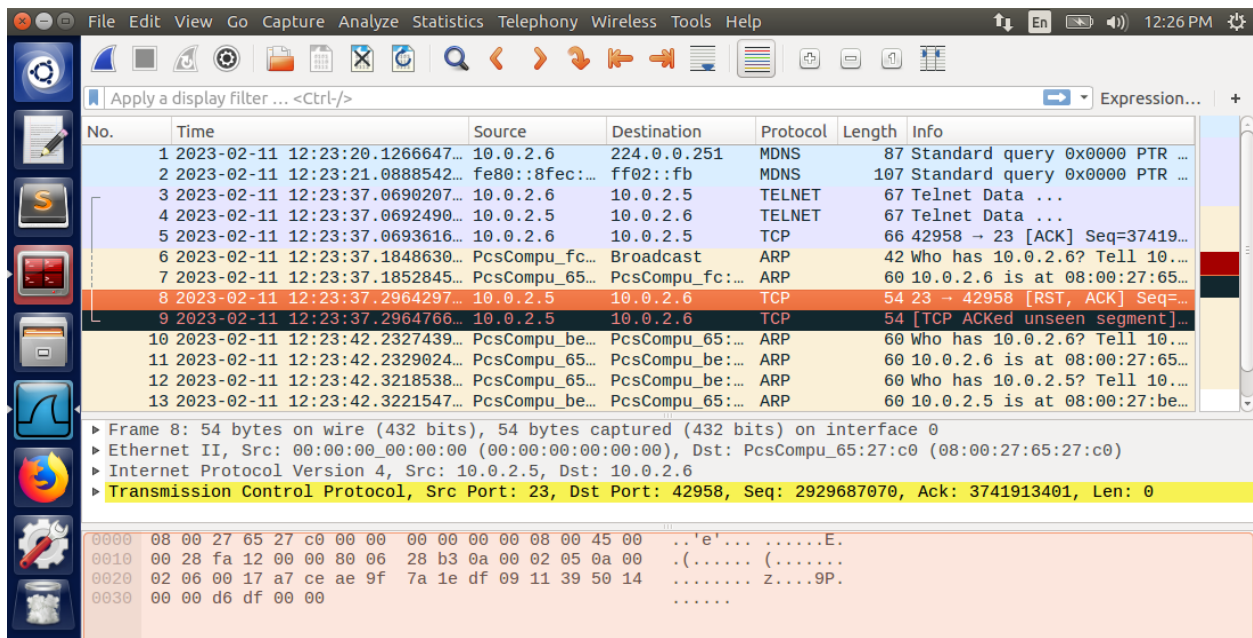 File Edit View Go Capture Analyze Statistics Telephony Wireless Tools Help En 12:26 PM
Apply a display filter ... <Ctrl-/> Expression... +
No. Time Source Destination Protocol Length Info
1 2023-02-11 12:23:20.1266647… 10.0.2.6 224.0.0.251 MDNS 87 Standard query 0x0000 PTR …
2 2023-02-11 12:23:21.0888542… fe80::8fec:… ff02::fb MDNS 107 Standard query 0x0000 PTR …
3 2023-02-11 12:23:37.0690207… 10.0.2.6 10.0.2.5 TELNET 67 Telnet Data ...
4 2023-02-11 12:23:37.0692490… 10.0.2.5 10.0.2.6 TELNET 67 Telnet Data ...
5 2023-02-11 12:23:37.0693616… 10.0.2.6 10.0.2.5 TCP 66 42958 → 23 [ACK] Seq=37419…
6 2023-02-11 12:23:37.1848630… PcsCompu_fc… Broadcast ARP 42 Who has 10.0.2.6? Tell 10.…
7 2023-02-11 12:23:37.1852845… PcsCompu_65… PcsCompu_fc:… ARP 60 10.0.2.6 is at 08:00:27:65…
8 2023-02-11 12:23:37.2964297… 10.0.2.5 10.0.2.6 TCP 54 23 → 42958 [RST, ACK] Seq=…
9 2023-02-11 12:23:37.2964766… 10.0.2.5 10.0.2.6 TCP 54 [TCP ACKed unseen segment]…
10 2023-02-11 12:23:42.2327439… PcsCompu_be… PcsCompu_65:… ARP 60 Who has 10.0.2.6? Tell 10.…
11 2023-02-11 12:23:42.2329024… PcsCompu_65… PcsCompu_be:… ARP 60 10.0.2.6 is at 08:00:27:65…
12 2023-02-11 12:23:42.3218538… PcsCompu_65… PcsCompu_be:… ARP 60 Who has 10.0.2.5? Tell 10.…
13 2023-02-11 12:23:42.3221547… PcsCompu_be… PcsCompu_65:… ARP 60 10.0.2.5 is at 08:00:27:be…
Frame 8: 54 bytes on wire (432 bits), 54 bytes captured (432 bits) on interface 0
Ethernet II, Src: 00:00:00_00:00:00 (00:00:00:00:00:00), Dst: PcsCompu_65:27:c0 (08:00:27:65:27:c0)
Internet Protocol Version 4, Src: 10.0.2.5, Dst: 10.0.2.6
Transmission Control Protocol, Src Port: 23, Dst Port: 42958, Seq: 2929687070, Ack: 3741913401, Len: 0
0000 08 00 27 65 27 c0 00 00 00 00 00 00 08 00 45 00 ..'e'... ......E.
0010 00 28 fa 12 00 00 80 06 28 b3 0a 00 02 05 0a 00 .(...... (.......
0020 02 06 00 17 a7 ce ae 9f 7a 1e df 09 11 39 50 14 ........ z....9P.
0030 00 00 d6 df 00 00 ......